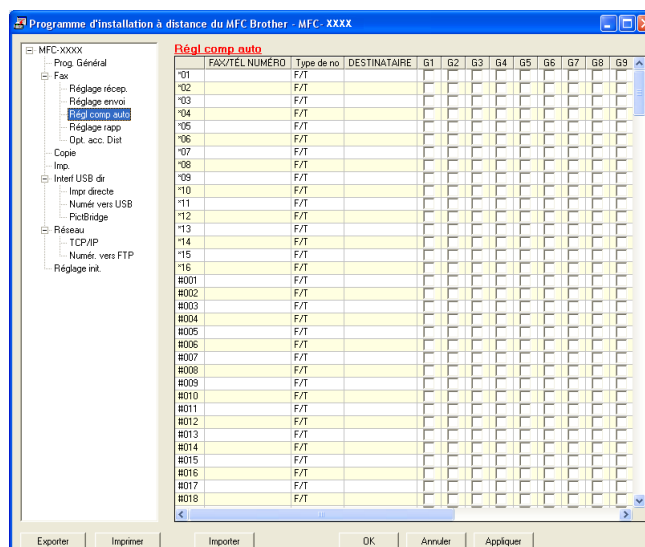 Programme d'installation à distance du MFC Brother - MFC- XXXX
MFC-XXXX
Prog. Général
Fax
Réglage récep.
Réglage envoi
Régl comp auto
Réglage rapp
Opt. acc. Dist
Copie
Imp.
Interf USB dir
Impr directe
Numér vers USB
PictBridge
Réseau
TCP/IP
Numér. vers FTP
Réglage init.
Régl comp auto
FAX/TÉL NUMÉRO Type de no DESTINATAIRE G1 G2 G3 G4 G5 G6 G7 G8 G9
*01 F/T
*02 F/T
*03 F/T
*04 F/T
*05 F/T
*06 F/T
*07 F/T
*08 F/T
*09 F/T
*10 F/T
*11 F/T
*12 F/T
*13 F/T
*14 F/T
*15 F/T
*16 F/T
#001 F/T
#002 F/T
#003 F/T
#004 F/T
#005 F/T
#006 F/T
#007 F/T
#008 F/T
#009 F/T
#010 F/T
#011 F/T
#012 F/T
#013 F/T
#014 F/T
#015 F/T
#016 F/T
#017 F/T
#018 F/T
Exporter Imprimer Importer OK Annuler Appliquer